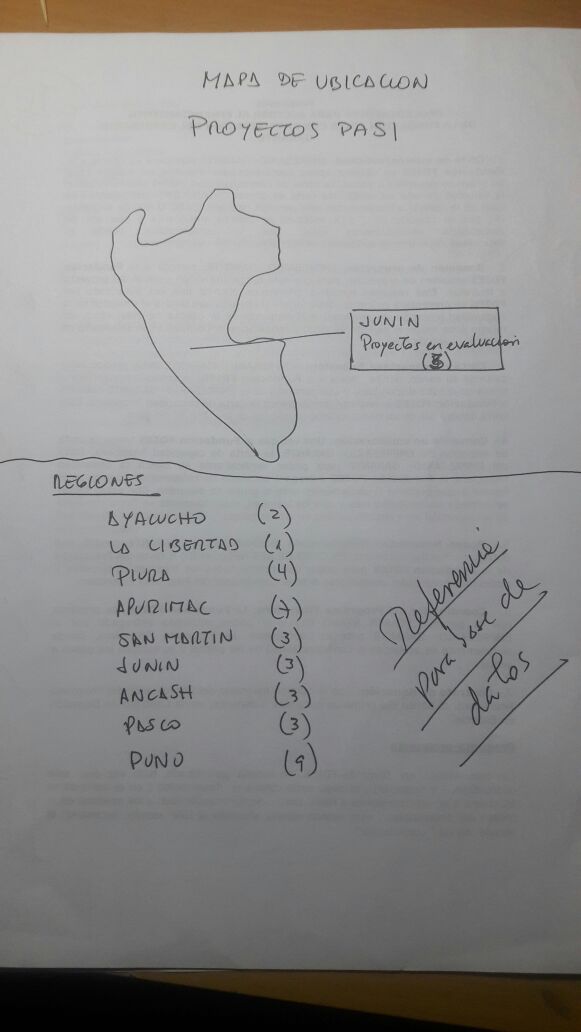 MAPA DE UBICACION
PROYECTOS PASI
JUNIN
Proyectos en evaluacion
(3)
REGIONES
AYACUCHO (2)
LA LIBERTAD (1)
PIURA (4)
APURIMAC (7)
SAN MARTIN (3)
JUNIN (3)
ANCASH (3)
PASCO (3)
PUNO (9)
Referencia
para base de
datos